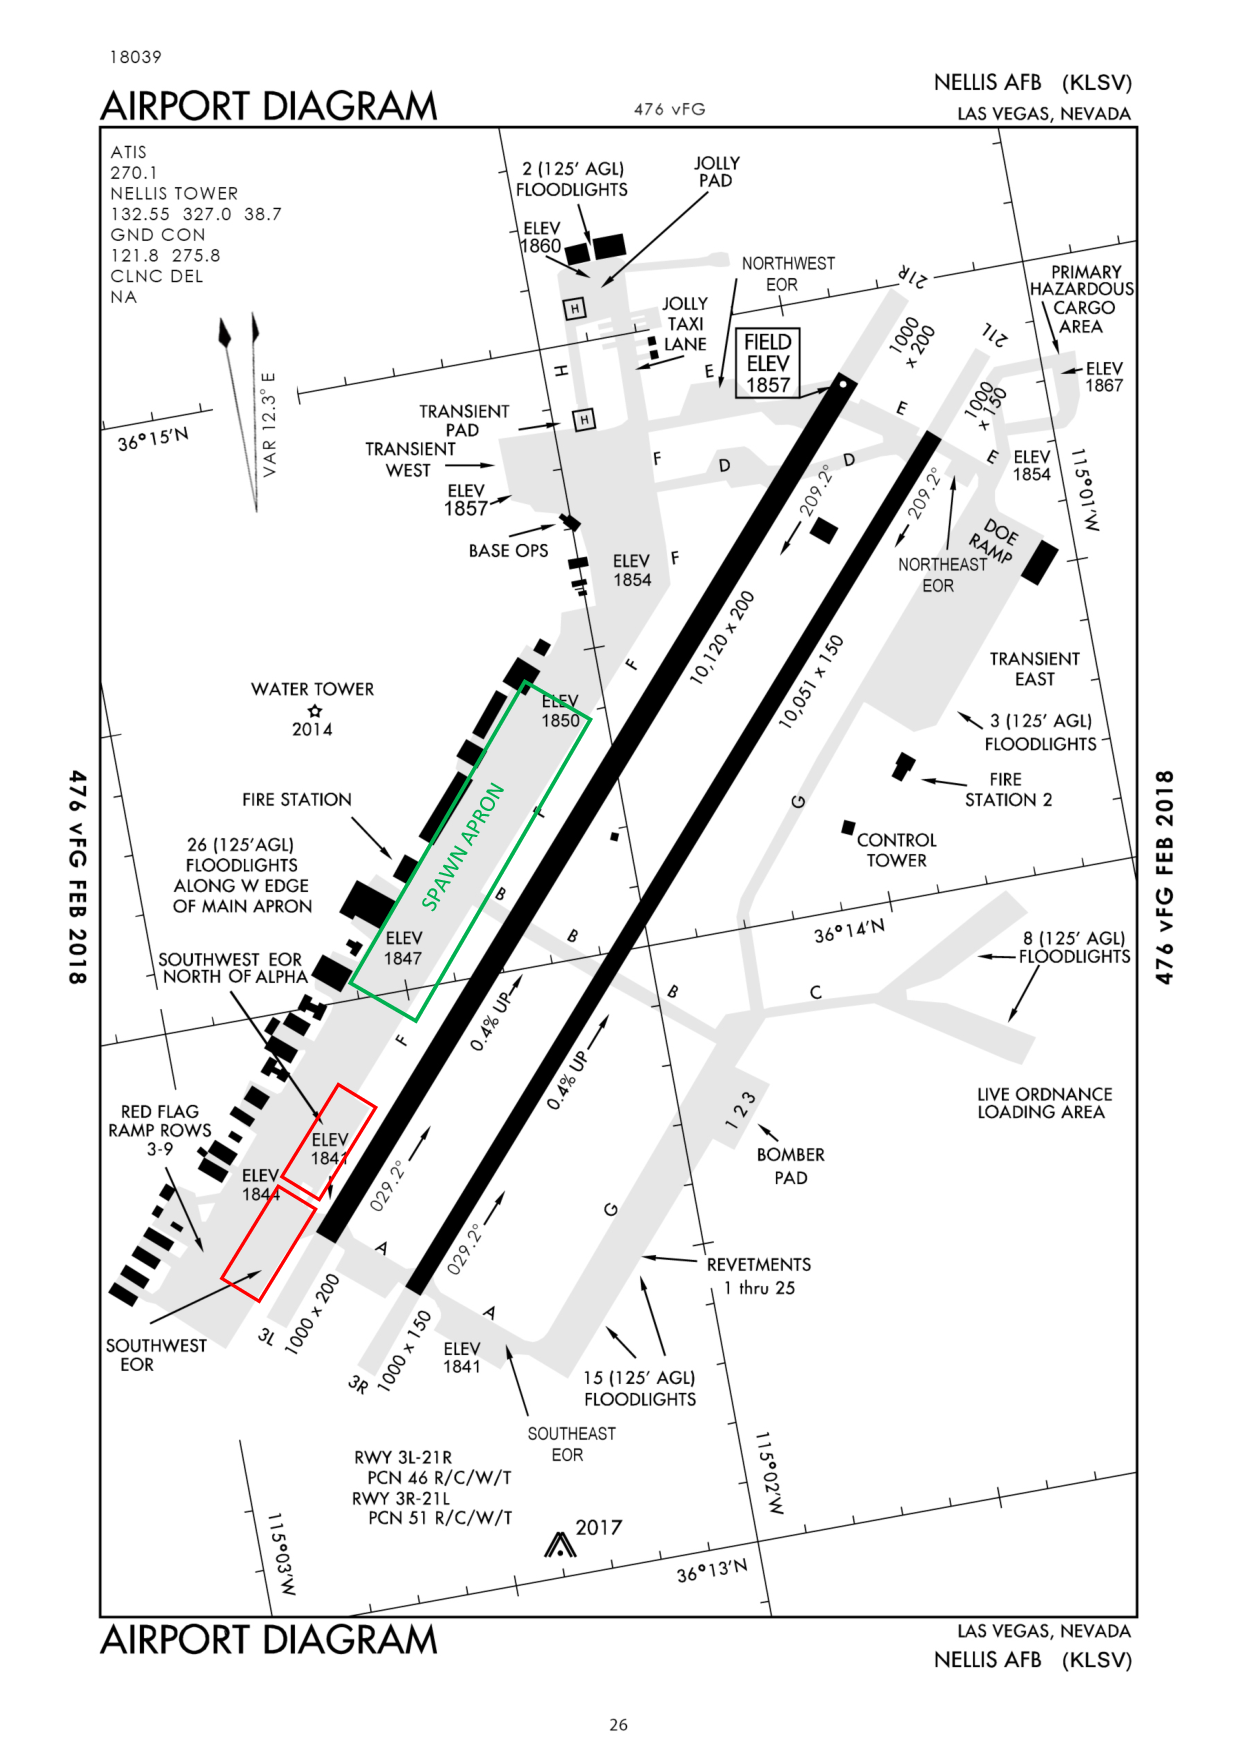 18039
NELLIS AFB (KLSV)
AIRPORT DIAGRAM
476 vFG
LAS VEGAS, NEVADA
ATIS
270.1
NELLIS TOWER
132.55 327.0 38.7
GND CON
121.8 275.8
CLNC DEL
NA
VAR 12.3° E
2 (125' AGL)
FLOODLIGHTS
JOLLY
PAD
ELEV
1860
NORTHWEST
EOR
21R
PRIMARY
HAZARDOUS
CARGO
AREA
H
JOLLY
TAXI
LANE
FIELD
ELEV
1857
1000
× 200
21L
ELEV
1867
H
E
1000
× 150
E
36°15'N
TRANSIENT
PAD
H
TRANSIENT
WEST
F
D
D
E
ELEV
1854
115°01'W
ELEV
1857
209.2°
209.2°
BASE OPS
DOE
RAMP
ELEV
1854
F
NORTHEAST
EOR
10,120 x 200
F
10,051 x 150
TRANSIENT
EAST
WATER TOWER
2014
ELEV
1850
3 (125' AGL)
FLOODLIGHTS
FIRE
STATION 2
FIRE STATION
SPAWN APRON
F
G
CONTROL
TOWER
476 vFG FEB 2018
476 vFG FEB 2018
26 (125'AGL)
FLOODLIGHTS
ALONG W EDGE
OF MAIN APRON
B
B
36°14'N
ELEV
1847
8 (125' AGL)
FLOODLIGHTS
SOUTHWEST EOR
NORTH OF ALPHA
B
C
0.4% UP
F
0.4% UP
LIVE ORDNANCE
LOADING AREA
RED FLAG
RAMP ROWS
3-9
1 2 3
ELEV
1841
BOMBER
PAD
ELEV
1844
029.2°
G
A
029.2°
REVETMENTS
1 thru 25
SOUTHWEST
EOR
3L
1000 x 200
A
ELEV
1841
3R
1000 x 150
15 (125' AGL)
FLOODLIGHTS
SOUTHEAST
EOR
RWY 3L-21R
PCN 46 R/C/W/T
RWY 3R-21L
PCN 51 R/C/W/T
115°02'W
115°03'W
2017
36°13'N
AIRPORT DIAGRAM
LAS VEGAS, NEVADA
NELLIS AFB (KLSV)
26